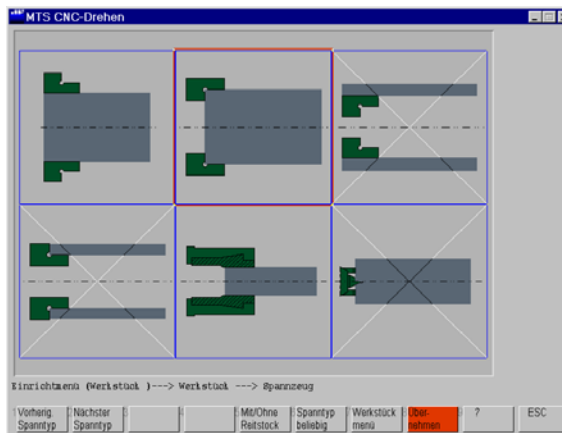 MTS CNC-Drehen
Einrichtmenü (Werkstück )---> Werkstück ---> Spannzeug
Vorherig. Spanntyp
Nächster Spanntyp
Mit/Ohne Reitstock
Spanntyp beliebig
Werkstück menü
Über- nehmen
?
ESC